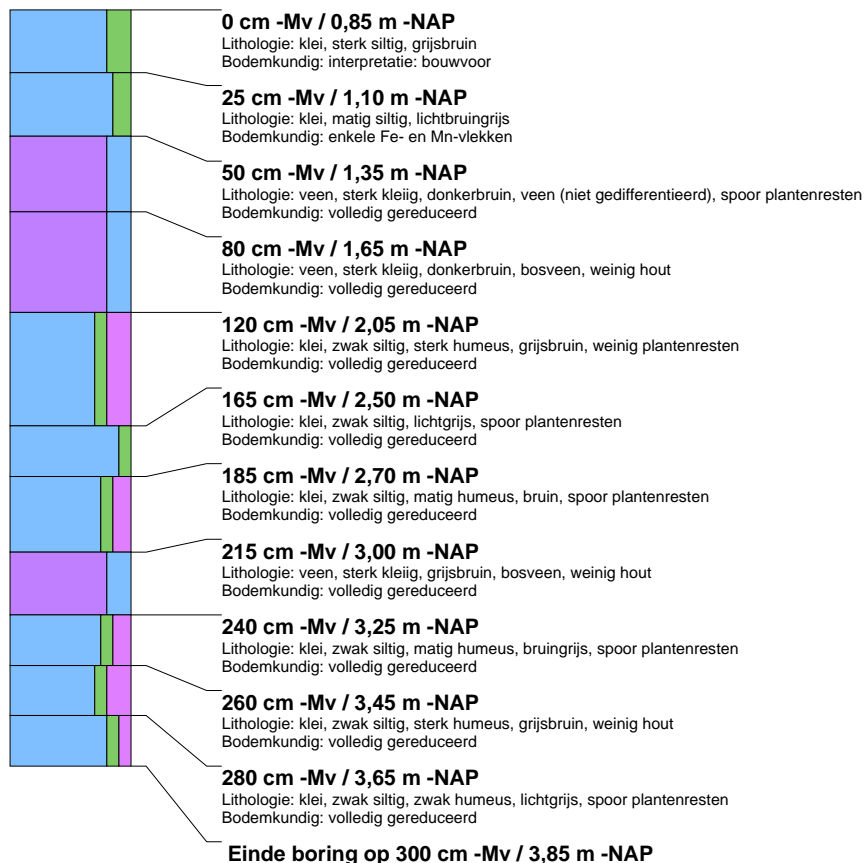 0 cm -Mv / 0,85 m -NAP
Lithologie: klei, sterk siltig, grijsbruin
Bodemkundig: interpretatie: bouwvoor
25 cm -Mv / 1,10 m -NAP
Lithologie: klei, matig siltig, lichtbruingrijs
Bodemkundig: enkele Fe- en Mn-vlekken
50 cm -Mv / 1,35 m -NAP
Lithologie: veen, sterk kleiig, donkerbruin, veen (niet gedifferentieerd), spoor plantenresten
Bodemkundig: volledig gereduceerd
80 cm -Mv / 1,65 m -NAP
Lithologie: veen, sterk kleiig, donkerbruin, bosveen, weinig hout
Bodemkundig: volledig gereduceerd
120 cm -Mv / 2,05 m -NAP
Lithologie: klei, zwak siltig, sterk humeus, grijsbruin, weinig plantenresten
Bodemkundig: volledig gereduceerd
165 cm -Mv / 2,50 m -NAP
Lithologie: klei, zwak siltig, lichtgrijs, spoor plantenresten
Bodemkundig: volledig gereduceerd
185 cm -Mv / 2,70 m -NAP
Lithologie: klei, zwak siltig, matig humeus, bruin, spoor plantenresten
Bodemkundig: volledig gereduceerd
215 cm -Mv / 3,00 m -NAP
Lithologie: veen, sterk kleiig, grijsbruin, bosveen, weinig hout
Bodemkundig: volledig gereduceerd
240 cm -Mv / 3,25 m -NAP
Lithologie: klei, zwak siltig, matig humeus, bruingrijs, spoor plantenresten
Bodemkundig: volledig gereduceerd
260 cm -Mv / 3,45 m -NAP
Lithologie: klei, zwak siltig, sterk humeus, grijsbruin, weinig hout
Bodemkundig: volledig gereduceerd
280 cm -Mv / 3,65 m -NAP
Lithologie: klei, zwak siltig, zwak humeus, lichtgrijs, spoor plantenresten
Bodemkundig: volledig gereduceerd
Einde boring op 300 cm -Mv / 3,85 m -NAP